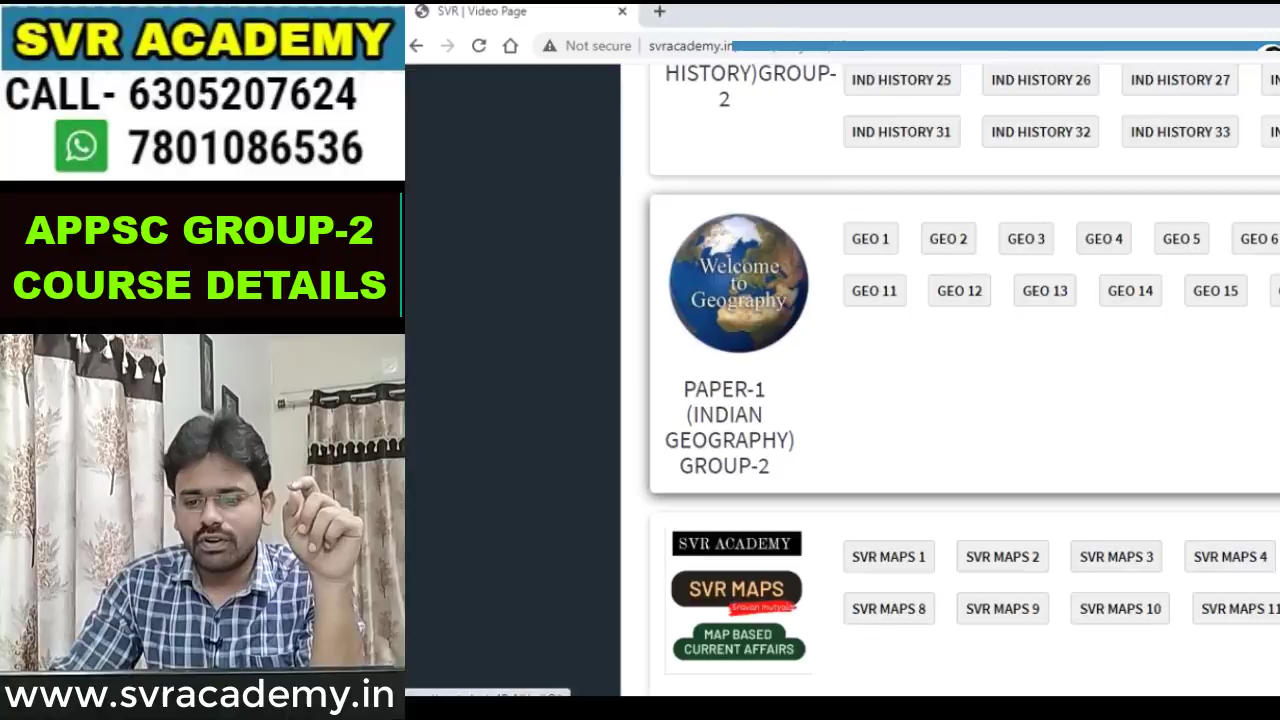 SVR ACADEMY
CALL- 6305207624
7801086536
APPSC GROUP-2
COURSE DETAILS
www.svracademy.in
SVR | Video Page
Not secure
svracademy.in
HISTORY)GROUP-
2
IND HISTORY 25
IND HISTORY 26
IND HISTORY 27
IND HISTORY 31
IND HISTORY 32
IND HISTORY 33
Welcome
to
Geography
PAPER-1
(INDIAN
GEOGRAPHY)
GROUP-2
GEO 1
GEO 2
GEO 3
GEO 4
GEO 5
GEO 6
GEO 11
GEO 12
GEO 13
GEO 14
GEO 15
SVR ACADEMY
SVR MAPS
MAP BASED
CURRENT AFFAIRS
SVR MAPS 1
SVR MAPS 2
SVR MAPS 3
SVR MAPS 4
SVR MAPS 8
SVR MAPS 9
SVR MAPS 10
SVR MAPS 11